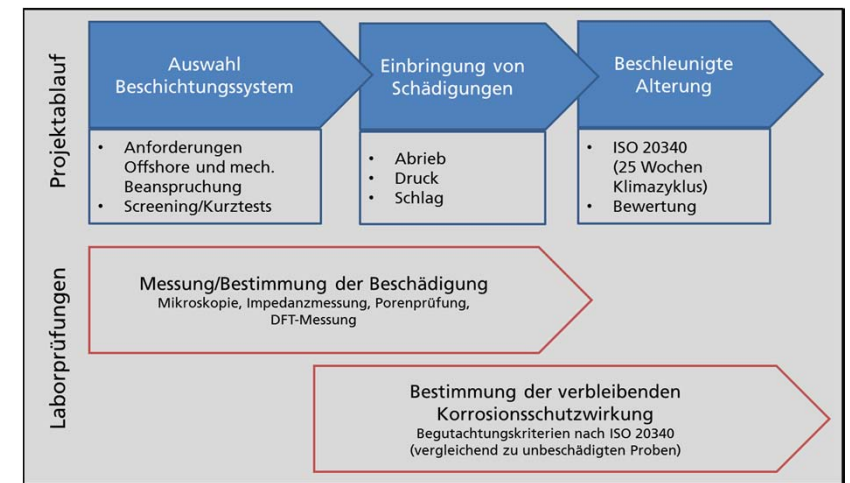 Projektablauf
Auswahl
Beschichtungssystem
• Anforderungen
Offshore und mech.
Beanspruchung
• Screening/Kurztests
Einbringung von
Schädigungen
• Abrieb
• Druck
• Schlag
Beschleunigte
Alterung
• ISO 20340
(25 Wochen
Klimazyklus)
• Bewertung
Laborprüfungen
Messung/Bestimmung der Beschädigung
Mikroskopie, Impedanzmessung, Porenprüfung,
DFT-Messung
Bestimmung der verbleibenden
Korrosionsschutzwirkung
Begutachtungskriterien nach ISO 20340
(vergleichend zu unbeschädigten Proben)